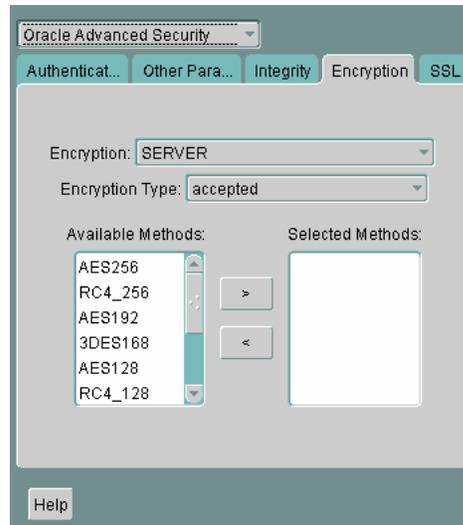 Oracle Advanced Security
Authenticat... Other Para... Integrity Encryption SSL
Encryption: SERVER
Encryption Type: accepted
Available Methods: Selected Methods:
AES256
RC4_256
AES192
3DES168
AES128
RC4_128
>
<
Help